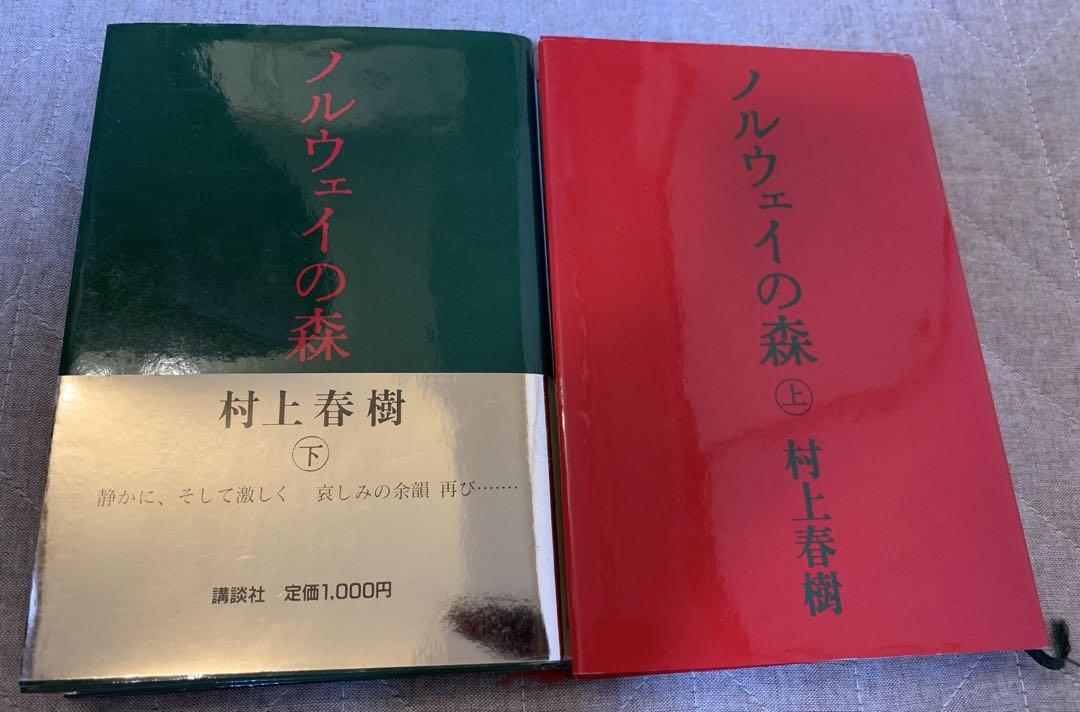 ノルウェイの森
村上春樹
下
静かに、そして激しく 哀しみの余韻 再び……
講談社 定価1,000円
ノルウェイの森 上 村上春樹